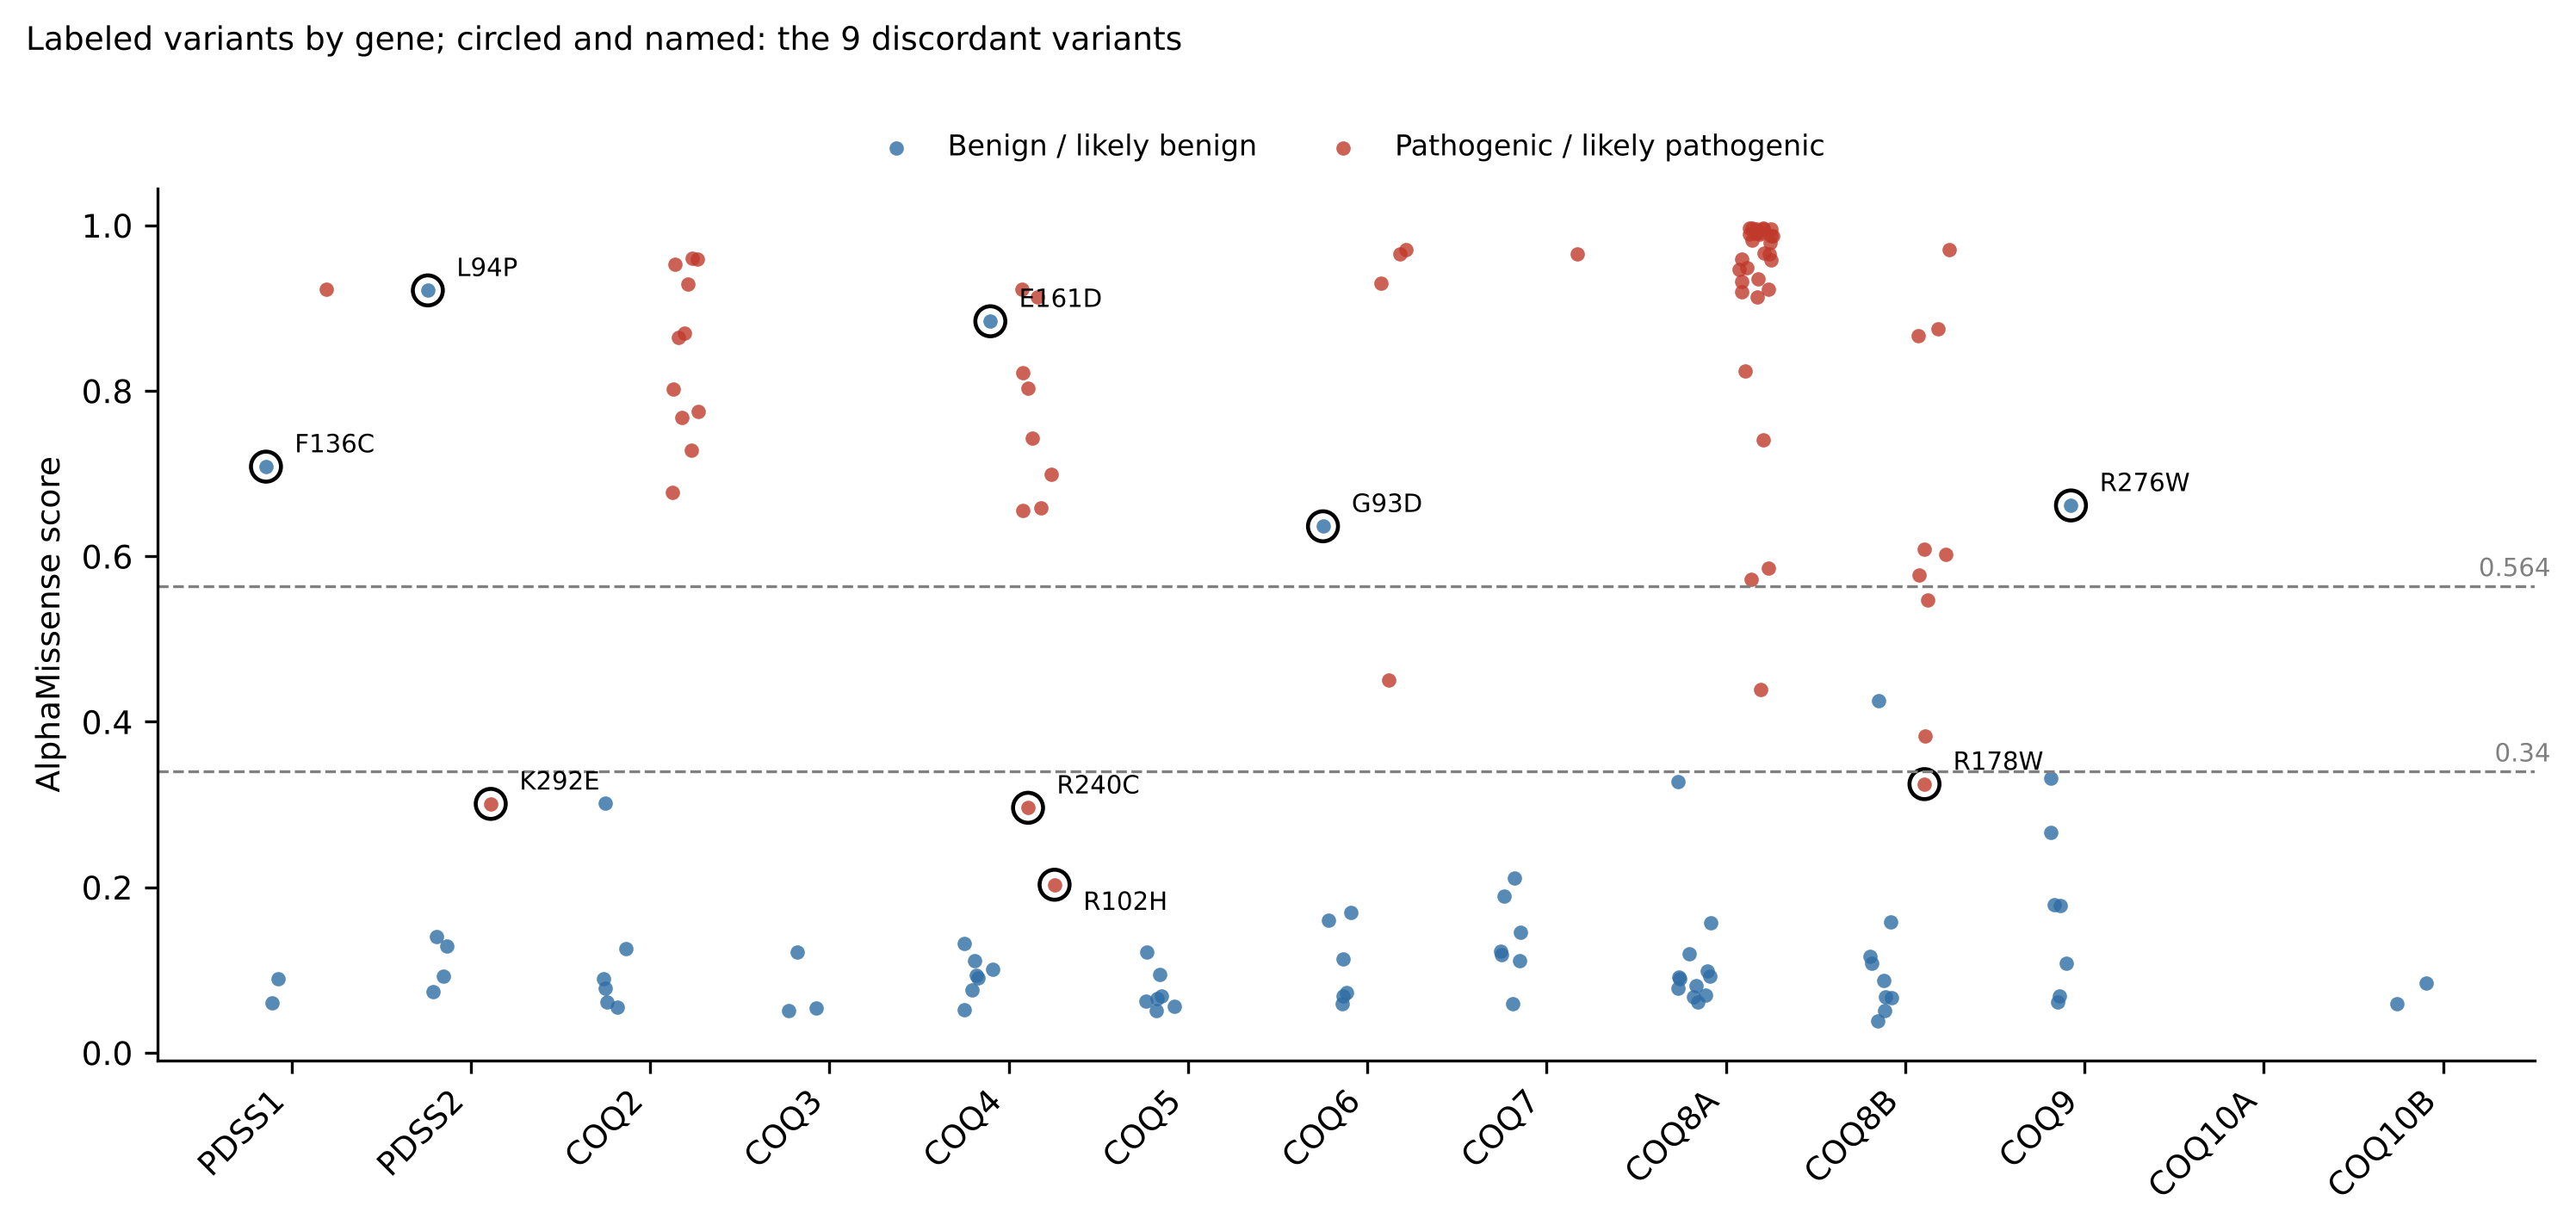 Labeled variants by gene; circled and named: the 9 discordant variants
Benign / likely benign
Pathogenic / likely pathogenic
AlphaMissense score
1.0
0.8
0.6
0.4
0.2
0.0
L94P
E161D
F136C
G93D
R276W
0.564
0.34
K292E
R240C
R178W
R102H
PDSS1
PDSS2
COQ2
COQ3
COQ4
COQ5
COQ6
COQ7
COQ8A
COQ8B
COQ9
COQ10A
COQ10B